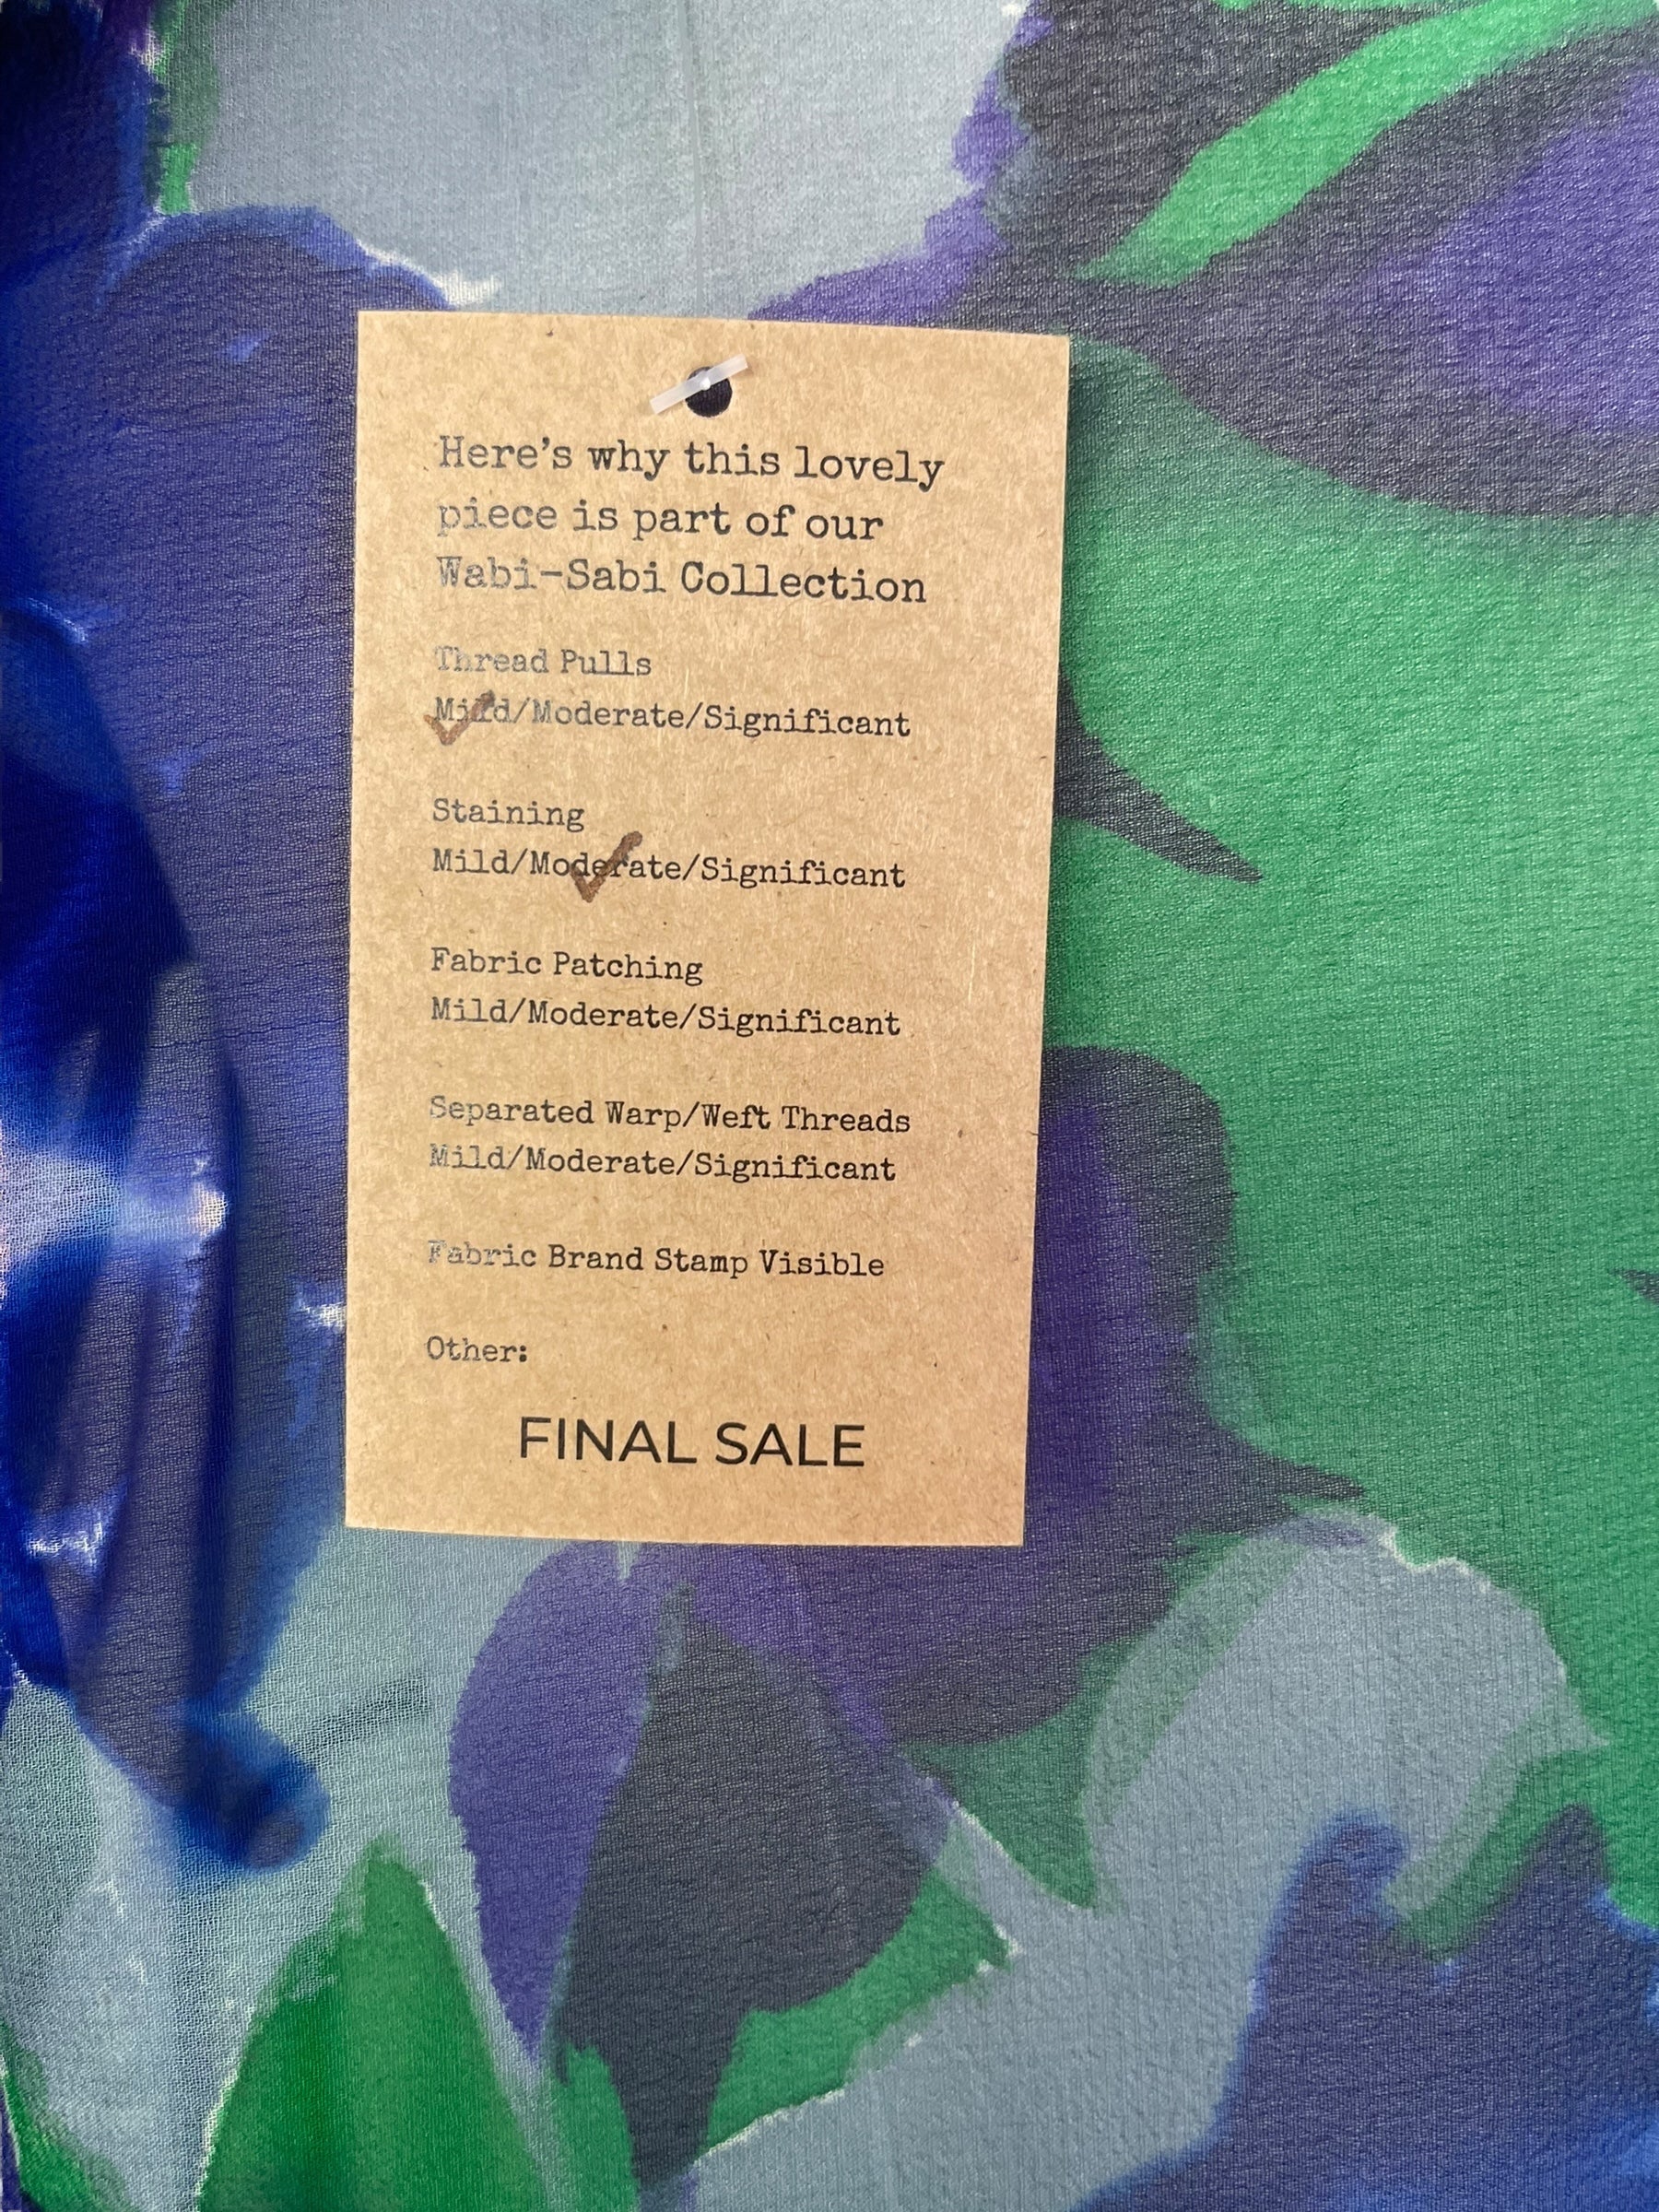 Here’s why this lovely
piece is part of our
Wabi-Sabi Collection
Thread Pulls
Mild/Moderate/Significant
Staining
Mild/Moderate/Significant
Fabric Patching
Mild/Moderate/Significant
Separated Warp/Weft Threads
Mild/Moderate/Significant
Fabric Brand Stamp Visible
Other:
FINAL SALE